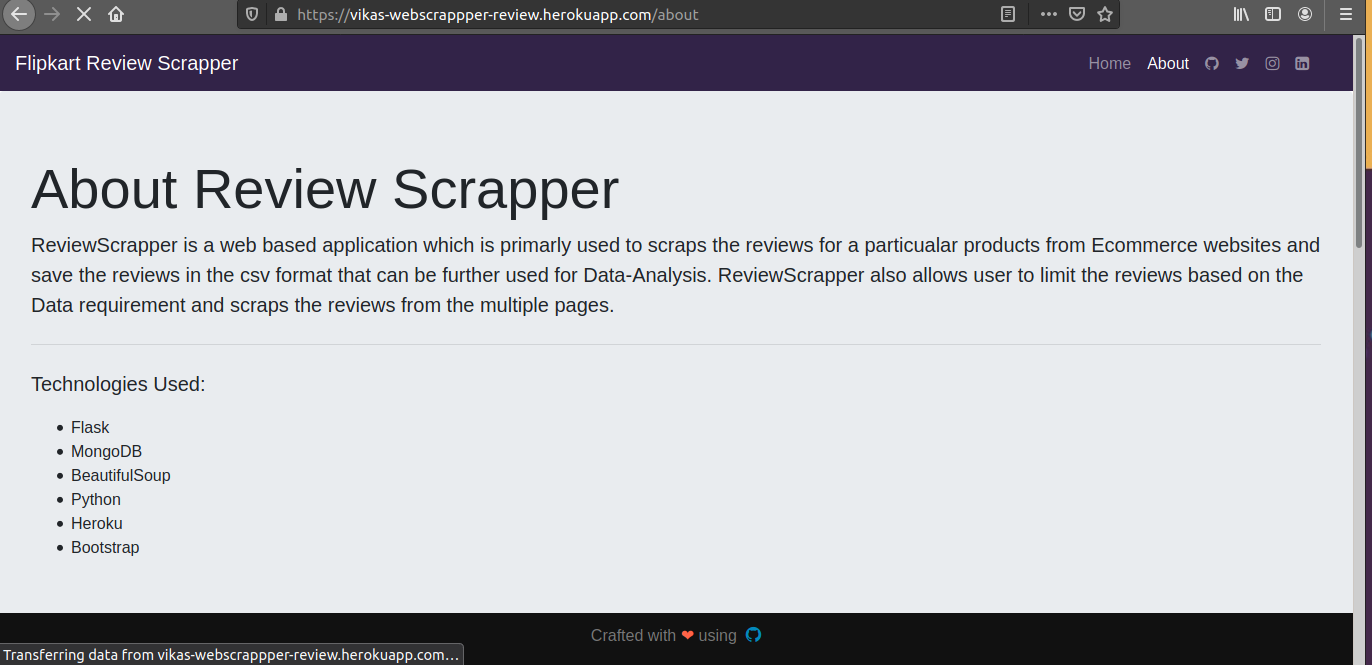 https://vikas-webscrappper-review.herokuapp.com/about
Flipkart Review Scrapper
Home About
About Review Scrapper
ReviewScrapper is a web based application which is primarly used to scraps the reviews for a particualar products from Ecommerce websites and
save the reviews in the csv format that can be further used for Data-Analysis. ReviewScrapper also allows user to limit the reviews based on the
Data requirement and scraps the reviews from the multiple pages.
Technologies Used:
Flask
MongoDB
BeautifulSoup
Python
Heroku
Bootstrap
Crafted with ❤ using
Transferring data from vikas-webscrappper-review.herokuapp.com…